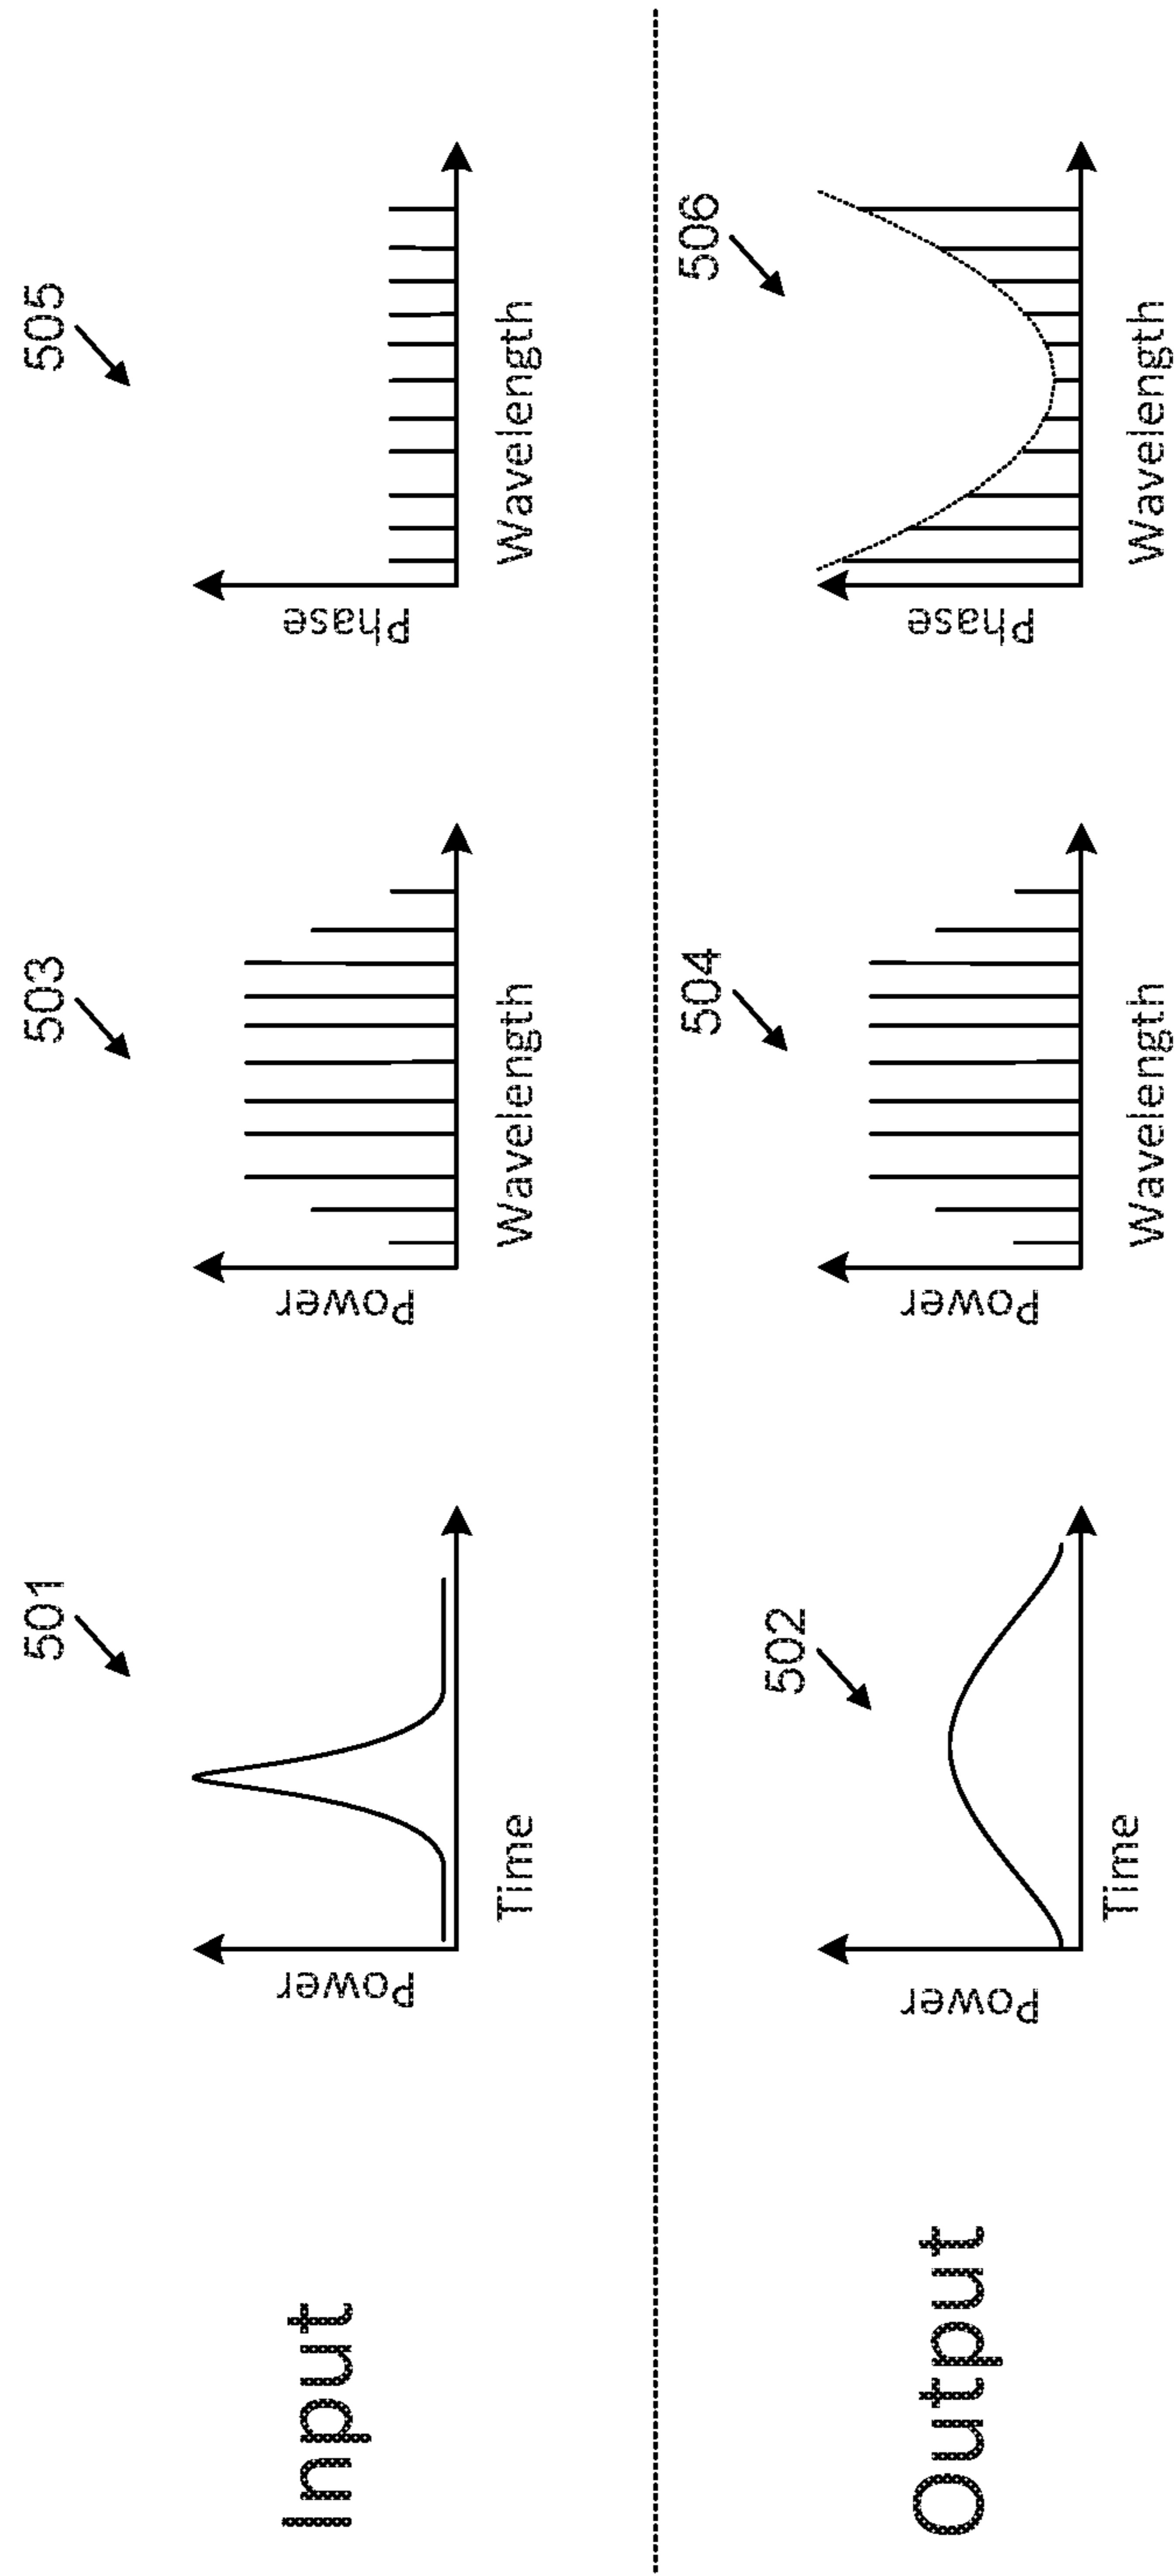 Input
501
Power
Time
503
Power
Wavelength
505
Phase
Wavelength
Output
502
Power
Time
504
Power
Wavelength
506
Phase
Wavelength